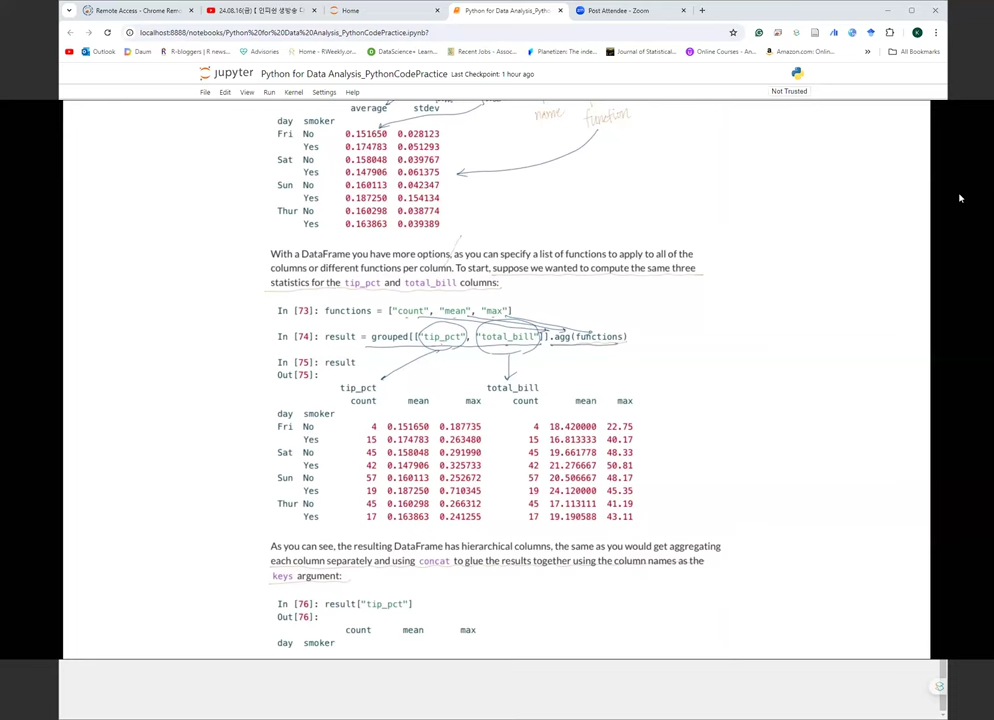 Remote Access - Chrome Remo
24.08.16(금)
Home
Python for Data Analysis_Pytho
Post Attendee - Zoom
localhost:8888/notebooks/Python%20for%20Data%20Analysis_PythonCodePractice.ipynb?
Outlook
Daum
R-bloggers | R news...
Advisories
Home - RWeekly.or...
DataScience+ Learn...
Recent Jobs - Assoc...
Planetizen: The inde...
Journal of Statistical...
Online Courses - An...
Amazon.com: Onlin...
All Bookmarks
jupyter Python for Data Analysis_PythonCodePractice Last Checkpoint: 1 hour ago
File Edit View Run Kernel Settings Help
Not Trusted
average stdev
name function
day smoker
Fri No 0.151650 0.028123
Yes 0.174783 0.051293
Sat No 0.158048 0.039767
Yes 0.147906 0.061375
Sun No 0.160113 0.042347
Yes 0.187250 0.154134
Thur No 0.160298 0.038774
Yes 0.163863 0.039389
With a DataFrame you have more options, as you can specify a list of functions to apply to all of the
columns or different functions per column. To start, suppose we wanted to compute the same three
statistics for the tip_pct and total_bill columns:
In [73]: functions = ["count", "mean", "max"]
In [74]: result = grouped[["tip_pct", "total_bill"]].agg(functions)
In [75]: result
Out[75]:
tip_pct total_bill
count mean max count mean max
day smoker
Fri No 4 0.151650 0.187735 4 18.420000 22.75
Yes 15 0.174783 0.263480 15 16.813333 40.17
Sat No 45 0.158048 0.291990 45 19.661778 48.33
Yes 42 0.147906 0.325733 42 21.276667 50.81
Sun No 57 0.160113 0.252672 57 20.506667 48.17
Yes 19 0.187250 0.710345 19 24.120000 45.35
Thur No 45 0.160298 0.266312 45 17.113111 41.19
Yes 17 0.163863 0.241255 17 19.190588 43.11
As you can see, the resulting DataFrame has hierarchical columns, the same as you would get aggregating
each column separately and using concat to glue the results together using the column names as the
keys argument:
In [76]: result["tip_pct"]
Out[76]:
count mean max
day smoker